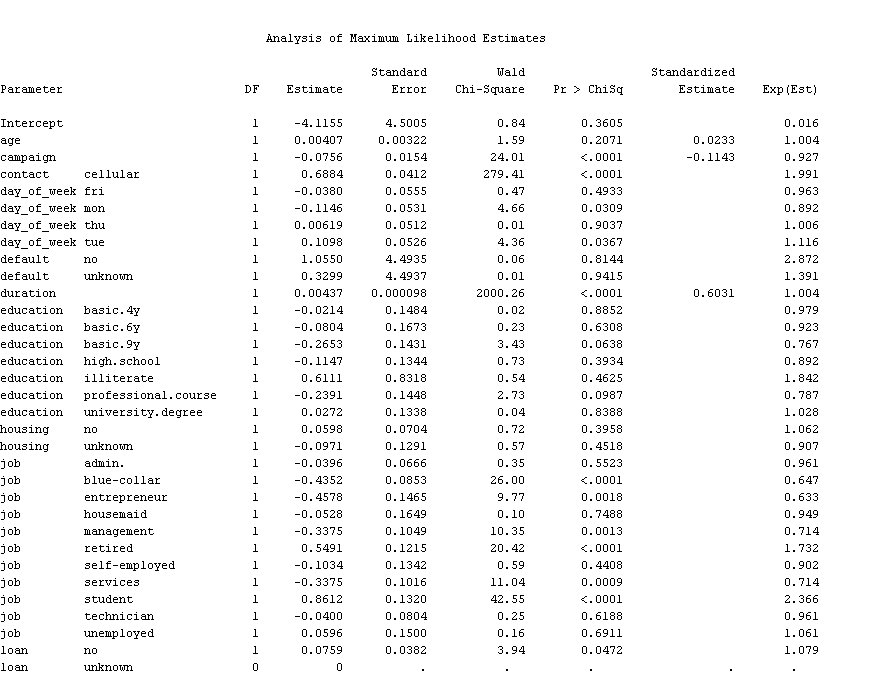 Analysis of Maximum Likelihood Estimates
Standard Wald Standardized
Parameter DF Estimate Error Chi-Square Pr > ChiSq Estimate Exp(Est)
Intercept 1 -4.1155 4.5005 0.84 0.3605 0.016
age 1 0.00407 0.00322 1.59 0.2071 0.0233 1.004
campaign 1 -0.0756 0.0154 24.01 <.0001 -0.1143 0.927
contact cellular 1 0.6884 0.0412 279.41 <.0001 1.991
day_of_week fri 1 -0.0380 0.0555 0.47 0.4933 0.963
day_of_week mon 1 -0.1146 0.0531 4.66 0.0309 0.892
day_of_week thu 1 0.00619 0.0512 0.01 0.9037 1.006
day_of_week tue 1 0.1098 0.0526 4.36 0.0367 1.116
default no 1 1.0550 4.4935 0.06 0.8144 2.872
default unknown 1 0.3299 4.4937 0.01 0.9415 1.391
duration 1 0.00437 0.000098 2000.26 <.0001 0.6031 1.004
education basic.4y 1 -0.0214 0.1484 0.02 0.8852 0.979
education basic.6y 1 -0.0804 0.1673 0.23 0.6308 0.923
education basic.9y 1 -0.2653 0.1431 3.43 0.0638 0.767
education high.school 1 -0.1147 0.1344 0.73 0.3934 0.892
education illiterate 1 0.6111 0.8318 0.54 0.4625 1.842
education professional.course 1 -0.2391 0.1448 2.73 0.0987 0.787
education university.degree 1 0.0272 0.1338 0.04 0.8388 1.028
housing no 1 0.0598 0.0704 0.72 0.3958 1.062
housing unknown 1 -0.0971 0.1291 0.57 0.4518 0.907
job admin. 1 -0.0396 0.0666 0.35 0.5523 0.961
job blue-collar 1 -0.4352 0.0853 26.00 <.0001 0.647
job entrepreneur 1 -0.4578 0.1465 9.77 0.0018 0.633
job housemaid 1 -0.0528 0.1649 0.10 0.7488 0.949
job management 1 -0.3375 0.1049 10.35 0.0013 0.714
job retired 1 0.5491 0.1215 20.42 <.0001 1.732
job self-employed 1 -0.1034 0.1342 0.59 0.4408 0.902
job services 1 -0.3375 0.1016 11.04 0.0009 0.714
job student 1 0.8612 0.1320 42.55 <.0001 2.366
job technician 1 -0.0400 0.0804 0.25 0.6188 0.961
job unemployed 1 0.0596 0.1500 0.16 0.6911 1.061
loan no 1 0.0759 0.0382 3.94 0.0472 1.079
loan unknown 0 0 . . . . .